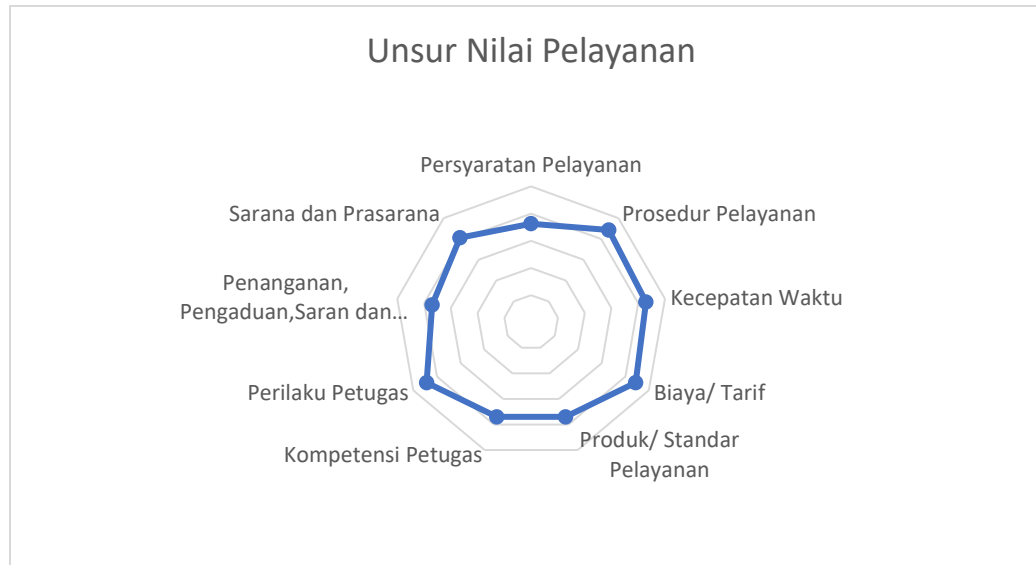 Unsur Nilai Pelayanan
Persyaratan Pelayanan
Prosedur Pelayanan
Kecepatan Waktu
Biaya/ Tarif
Produk/ Standar
Pelayanan
Kompetensi Petugas
Perilaku Petugas
Penanganan,
Pengaduan,Saran dan...
Sarana dan Prasarana